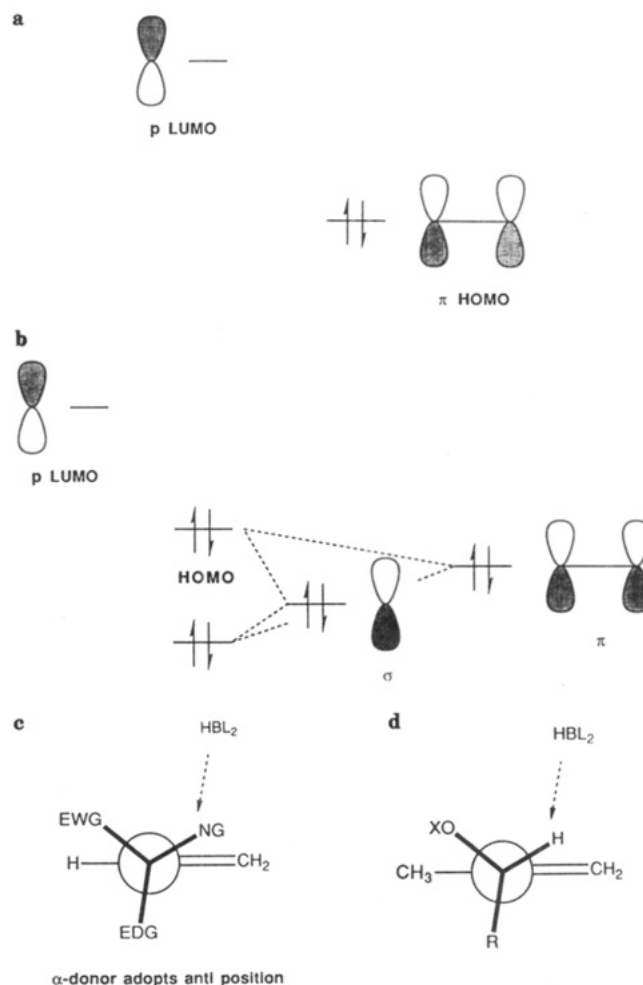 a
p LUMO
π HOMO
b
p LUMO
HOMO
σ
π
c
d
HBL₂
HBL₂
EWG
NG
XO
H
H
CH₂
CH₃
CH₂
EDG
R
α-donor adopts anti position